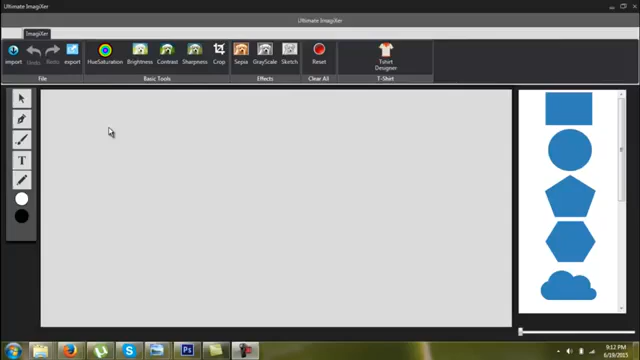 Ultimate ImagiXer
Ultimate ImagiXer
ImagiXer
import Undo Redo export HueSaturation Brightness Contrast Sharpness Crop Sepia GrayScale Sketch Reset Tshirt Designer
File Basic Tools Effects Clear All T-Shirt
T
S Ps
9:12 PM
6/19/2015